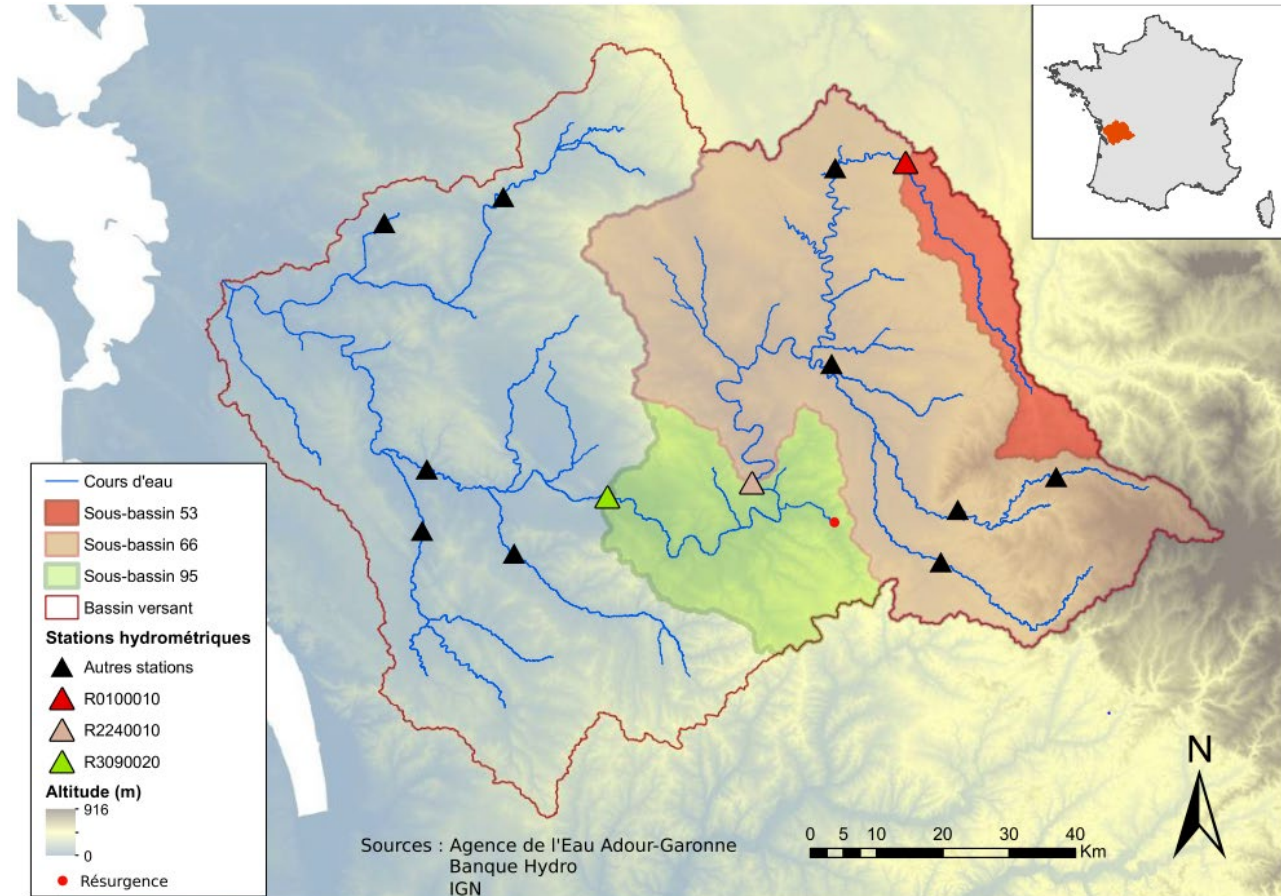 Cours d'eau
Sous-bassin 53
Sous-bassin 66
Sous-bassin 95
Bassin versant
Stations hydrométriques
Autres stations
R0100010
R2240010
R3090020
Altitude (m)
916
0
Résurgence
Sources : Agence de l'Eau Adour-Garonne
Banque Hydro
IGN
N
0 5 10 20 30 40
Km